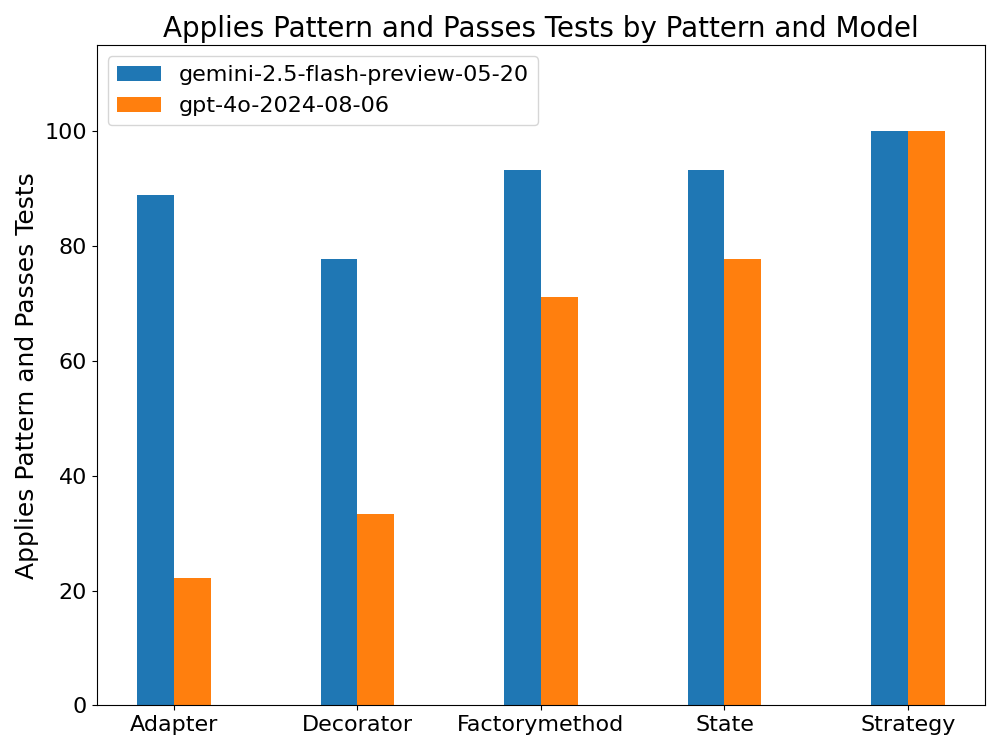 Applies Pattern and Passes Tests by Pattern and Model
gemini-2.5-flash-preview-05-20
gpt-4o-2024-08-06
Applies Pattern and Passes Tests
100
80
60
40
20
0
Adapter Decorator Factorymethod State Strategy